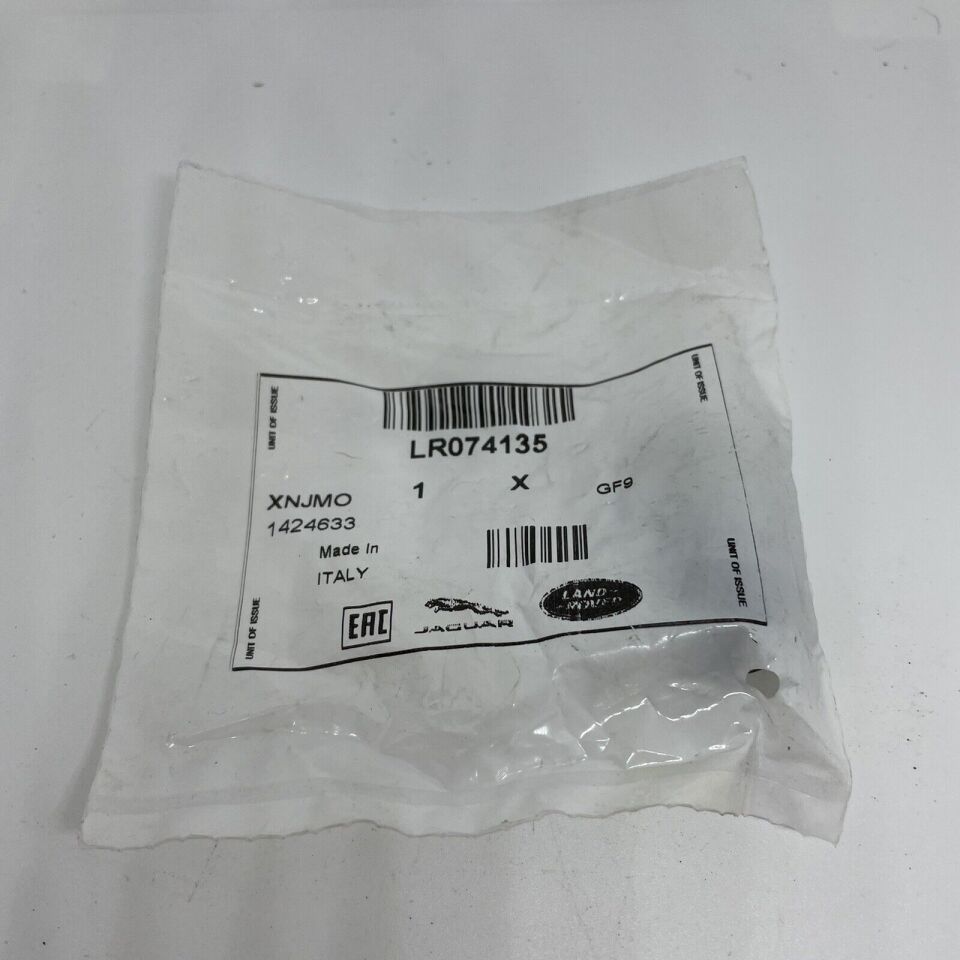 UNIT OF ISSUE
UNIT OF ISSUE
LR074135
XNJMO 1 X GF9
1424633
Made In
ITALY
UNIT OF ISSUE
UNIT OF ISSUE
EAC
JAGUAR
LAND ROVER